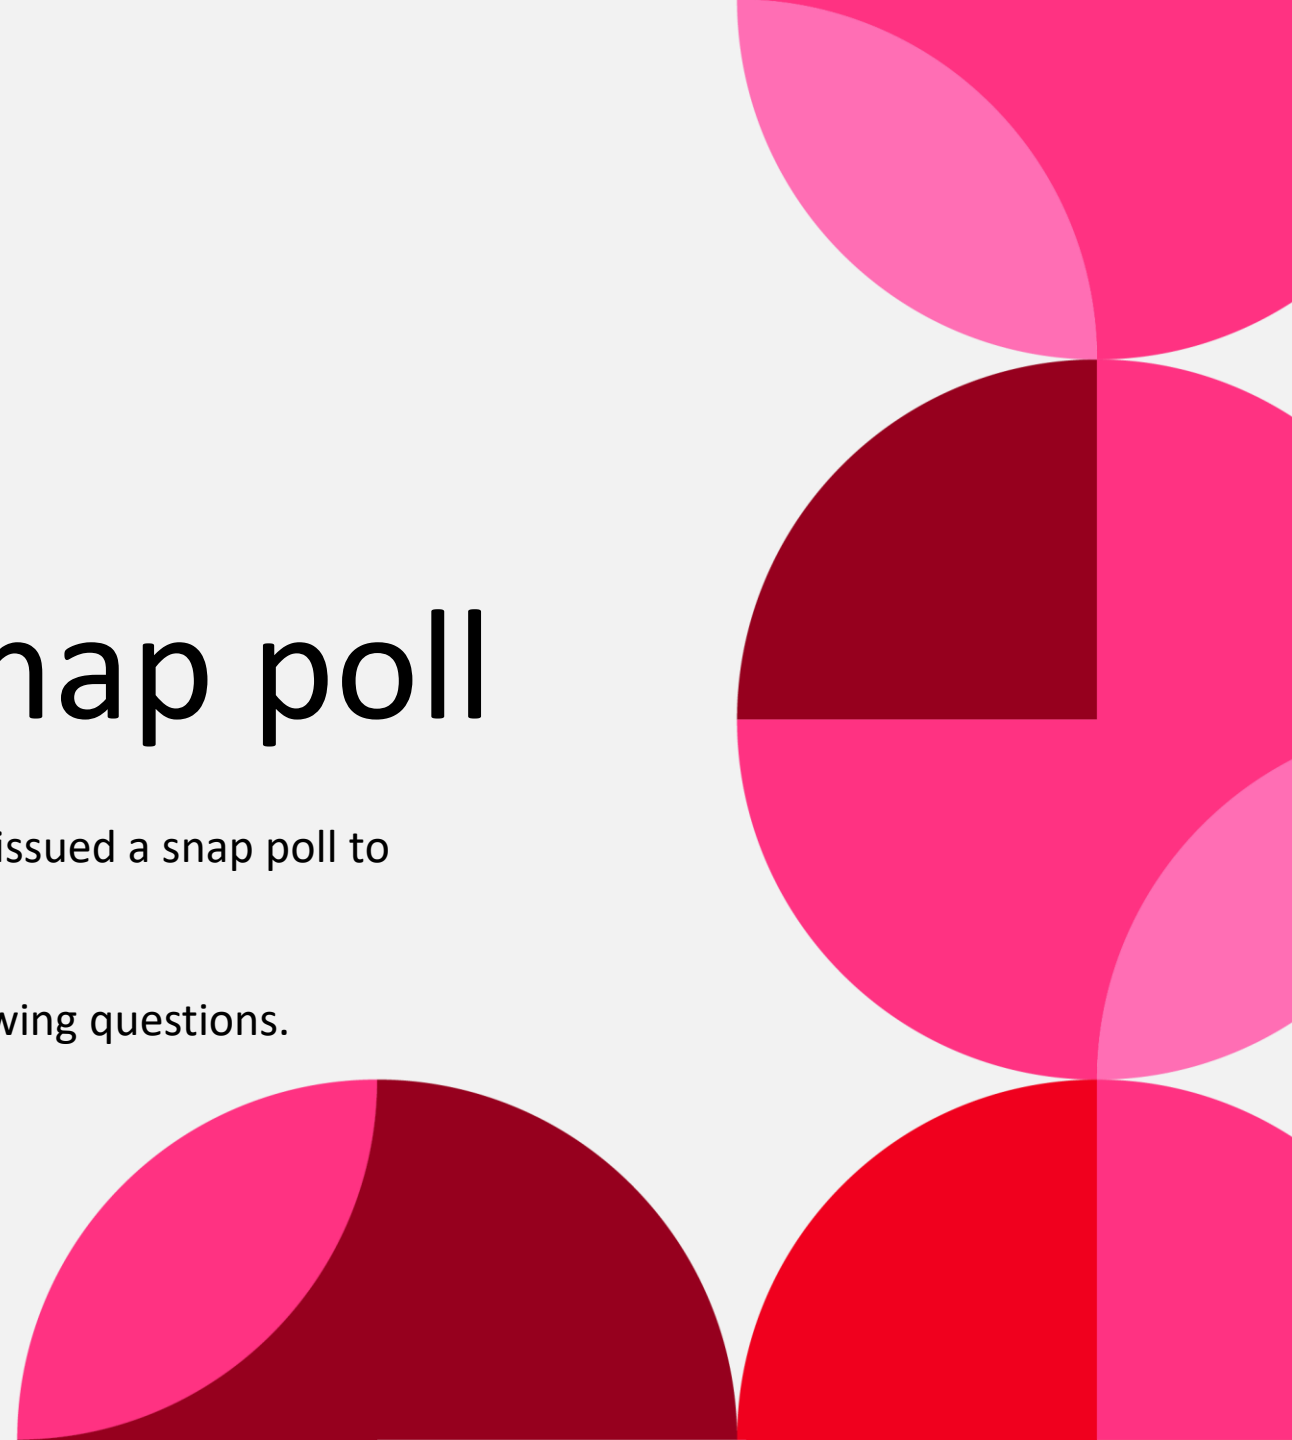 nap poll
issued a snap poll to
wing questions.